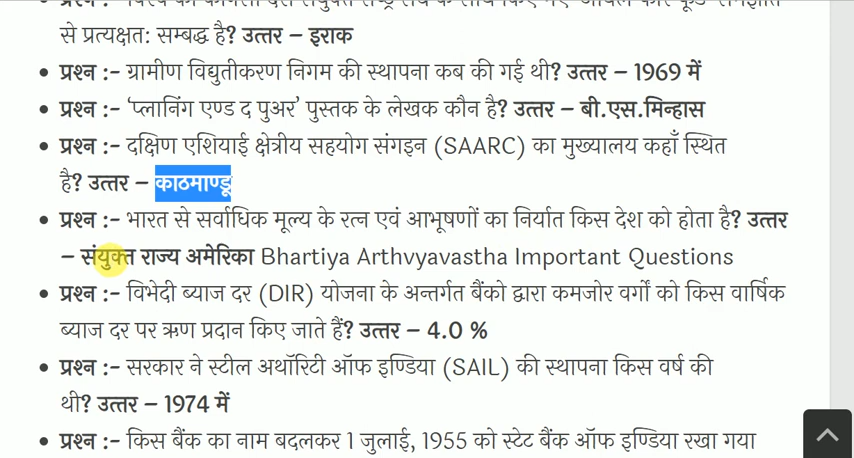 से प्रत्यक्षत: सम्बद्ध है? उत्तर – इराक
प्रश्न :- ग्रामीण विद्युतीकरण निगम की स्थापना कब की गई थी? उत्तर – 1969 में
प्रश्न :- ‘प्लानिंग एण्ड द पुअर’ पुस्तक के लेखक कौन है? उत्तर – बी.एस.मिन्हास
प्रश्न :- दक्षिण एशियाई क्षेत्रीय सहयोग संगइन (SAARC) का मुख्यालय कहाँ स्थित
है? उत्तर – काठमाण्डू
प्रश्न :- भारत से सर्वाधिक मूल्य के रत्न एवं आभूषणों का निर्यात किस देश को होता है? उत्तर
– संयुक्त राज्य अमेरिका Bhartiya Arthvyavastha Important Questions
प्रश्न :- विभेदी ब्याज दर (DIR) योजना के अन्तर्गत बैंको द्वारा कमजोर वर्गों को किस वार्षिक
ब्याज दर पर ऋण प्रदान किए जाते हैं? उत्तर – 4.0 %
प्रश्न :- सरकार ने स्टील अथॉरिटी ऑफ इण्डिया (SAIL) की स्थापना किस वर्ष की
थी? उत्तर – 1974 में
प्रश्न :- किस बैंक का नाम बदलकर 1 जुलाई, 1955 को स्टेट बैंक ऑफ इण्डिया रखा गया